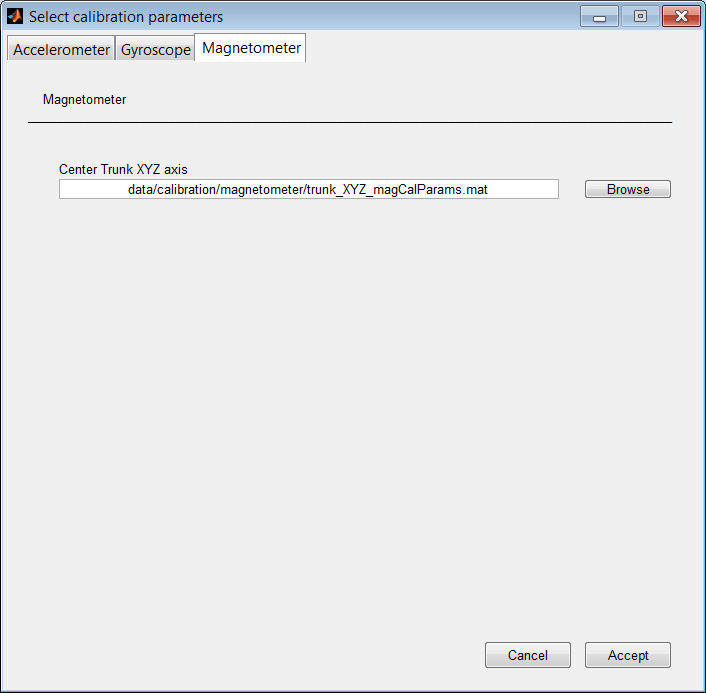 Select calibration parameters
Accelerometer Gyroscope Magnetometer
Magnetometer
Center Trunk XYZ axis
data/calibration/magnetometer/trunk_XYZ_magCalParams.mat Browse
Cancel Accept